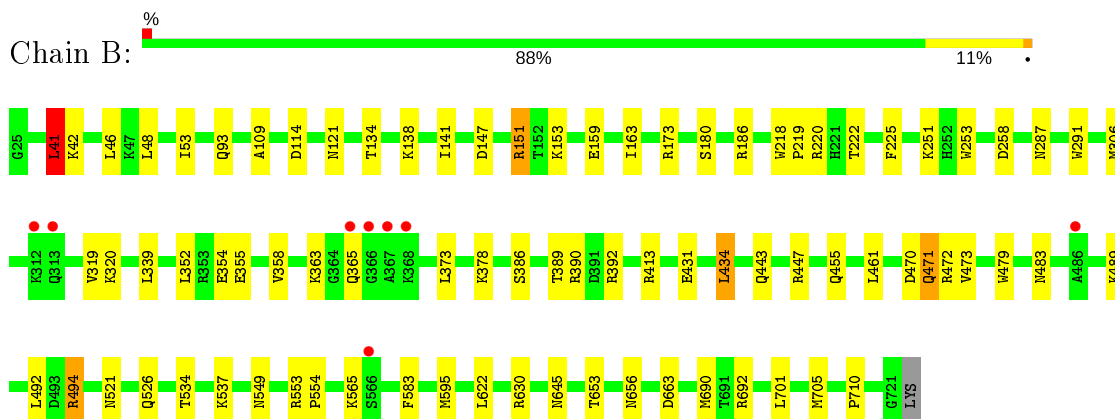 %
Chain B:
88% 11% •
G25 L41 K42 L46 K47 L48 I53 Q93 A109 D114 N121 T134 K138 I141 D147 R151 T152 K153 E159 I163 R173 S180 R186 W218 P219 R220 H221 T222 F225 K251 H252 W253 D258 N287 W291
K312 Q313 V319 K320 L339 L352 R353 E354 E355 V358 K363 G364 Q365 G366 A367 K368 L373 K378 S386 T389 R390 D391 R392 R413 E431 L434 Q443 R447 Q455 L461 D470 Q471 R472 V473 W479 N483 A486
L492 D493 R494 N521 Q526 T534 K537 N549 R553 P554 K565 S566 F583 M595 L622 R630 N645 T653 N656 D663 M690 T691 R692 L701 M705 P710 G721 LYS